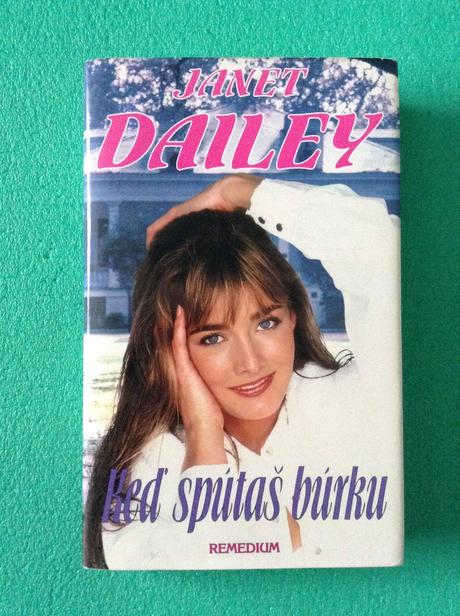 JANET
DAILEY
Keď spútaš búrku
REMEDIUM